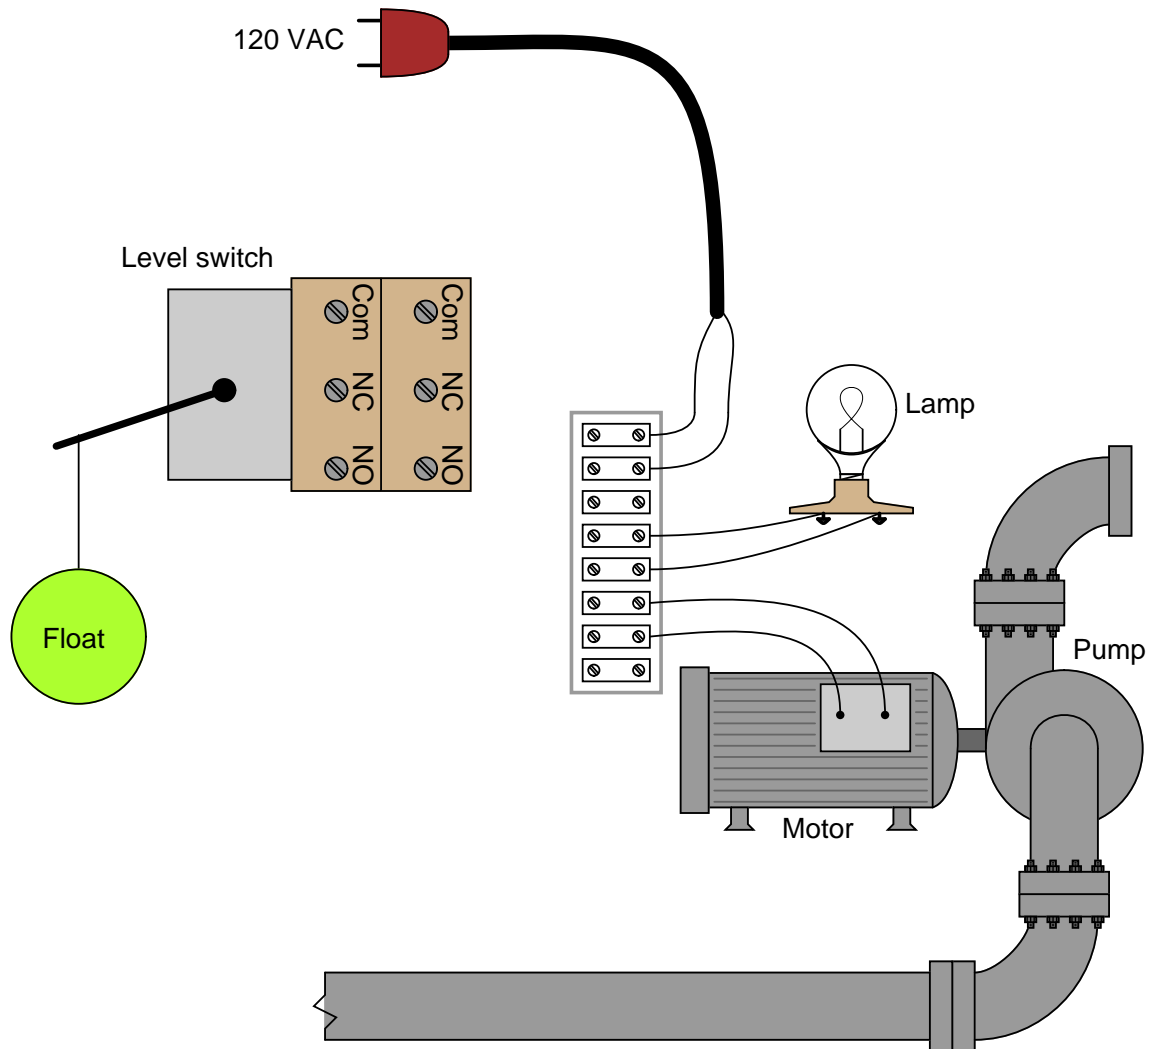 120 VAC
Level switch
Com
Com
NC
NC
NO
NO
Lamp
Float
Pump
Motor